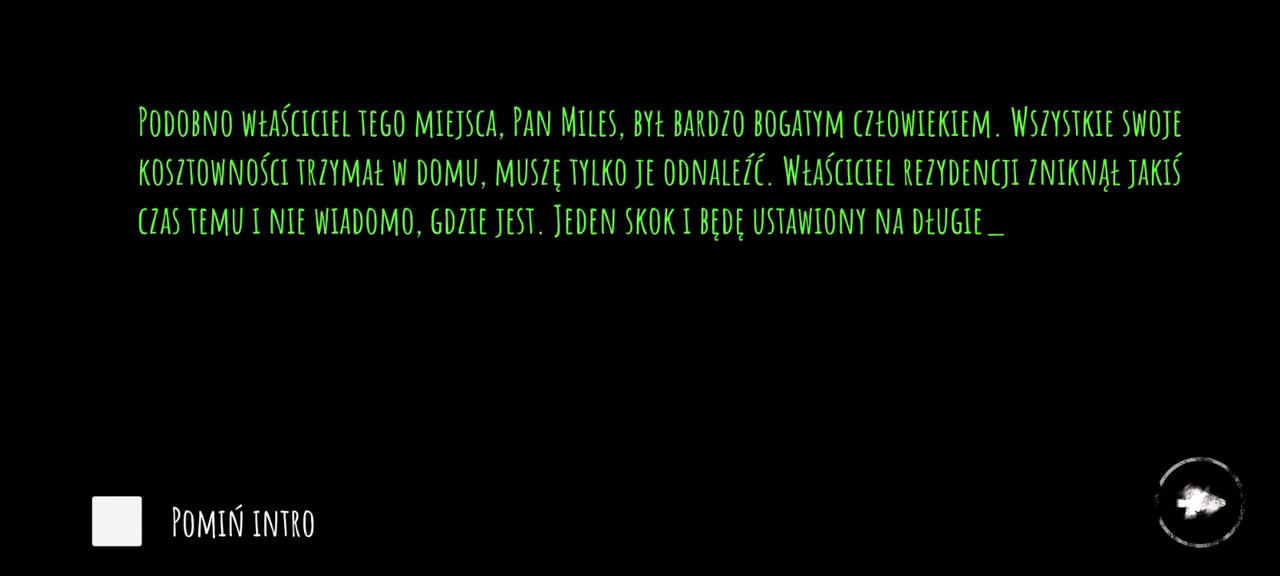 Podobno właściciel tego miejsca, Pan Miles, był bardzo bogatym człowiekiem. Wszystkie swoje
kosztowności trzymał w domu, muszę tylko je odnaleźć. Właściciel rezydencji zniknął jakiś
czas temu i nie wiadomo, gdzie jest. Jeden skok i będę ustawiony na długie_
Pomiń intro